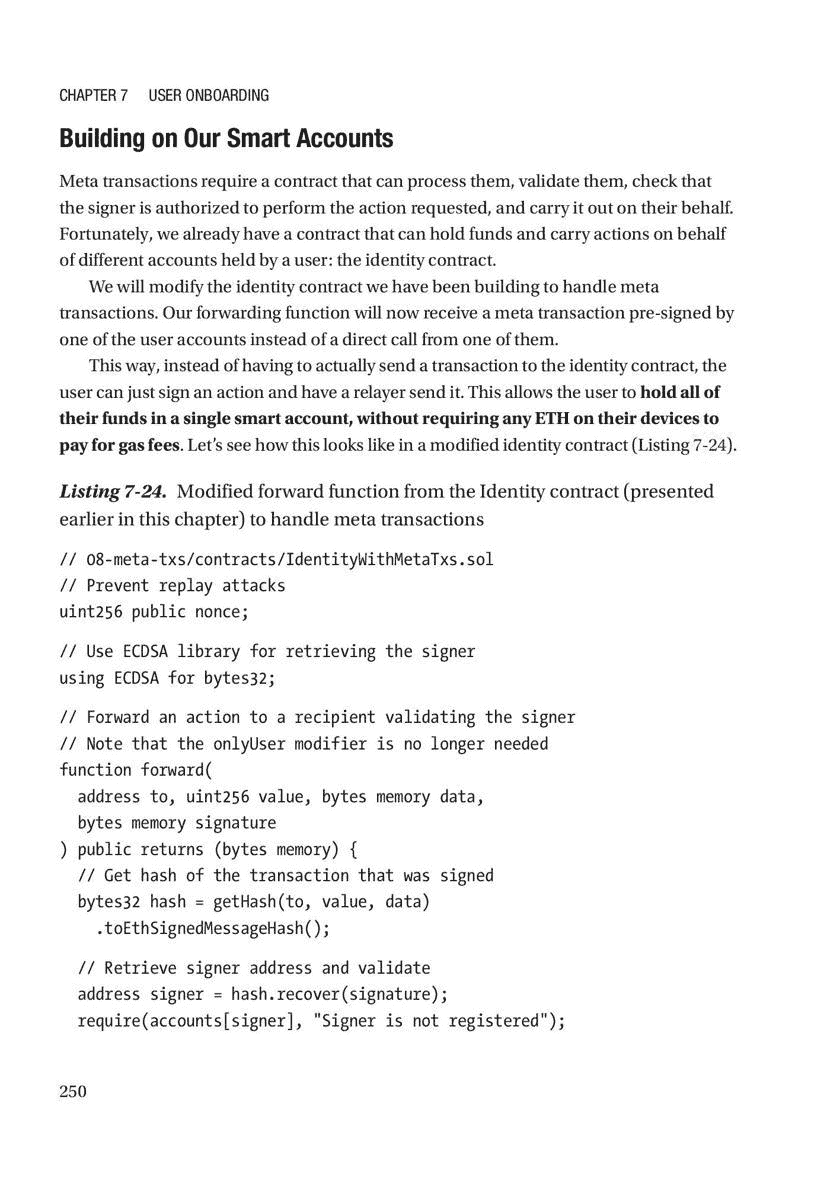 CHAPTER 7 USER ONBOARDING
Building on Our Smart Accounts
Meta transactions require a contract that can process them, validate them, check that
the signer is authorized to perform the action requested, and carry it out on their behalf.
Fortunately, we already have a contract that can hold funds and carry actions on behalf
of different accounts held by a user: the identity contract.
We will modify the identity contract we have been building to handle meta
transactions. Our forwarding function will now receive a meta transaction pre-signed by
one of the user accounts instead of a direct call from one of them.
This way, instead of having to actually send a transaction to the identity contract, the
user can just sign an action and have a relayer send it. This allows the user to hold all of
their funds in a single smart account, without requiring any ETH on their devices to
pay for gas fees. Let’s see how this looks like in a modified identity contract (Listing 7-24).
Listing 7-24. Modified forward function from the Identity contract (presented
earlier in this chapter) to handle meta transactions
// 08-meta-txs/contracts/IdentityWithMetaTxs.sol
// Prevent replay attacks
uint256 public nonce;
// Use ECDSA library for retrieving the signer
using ECDSA for bytes32;
// Forward an action to a recipient validating the signer
// Note that the onlyUser modifier is no longer needed
function forward(
  address to, uint256 value, bytes memory data,
  bytes memory signature
) public returns (bytes memory) {
  // Get hash of the transaction that was signed
  bytes32 hash = getHash(to, value, data)
    .toEthSignedMessageHash();
  // Retrieve signer address and validate
  address signer = hash.recover(signature);
  require(accounts[signer], "Signer is not registered");
250